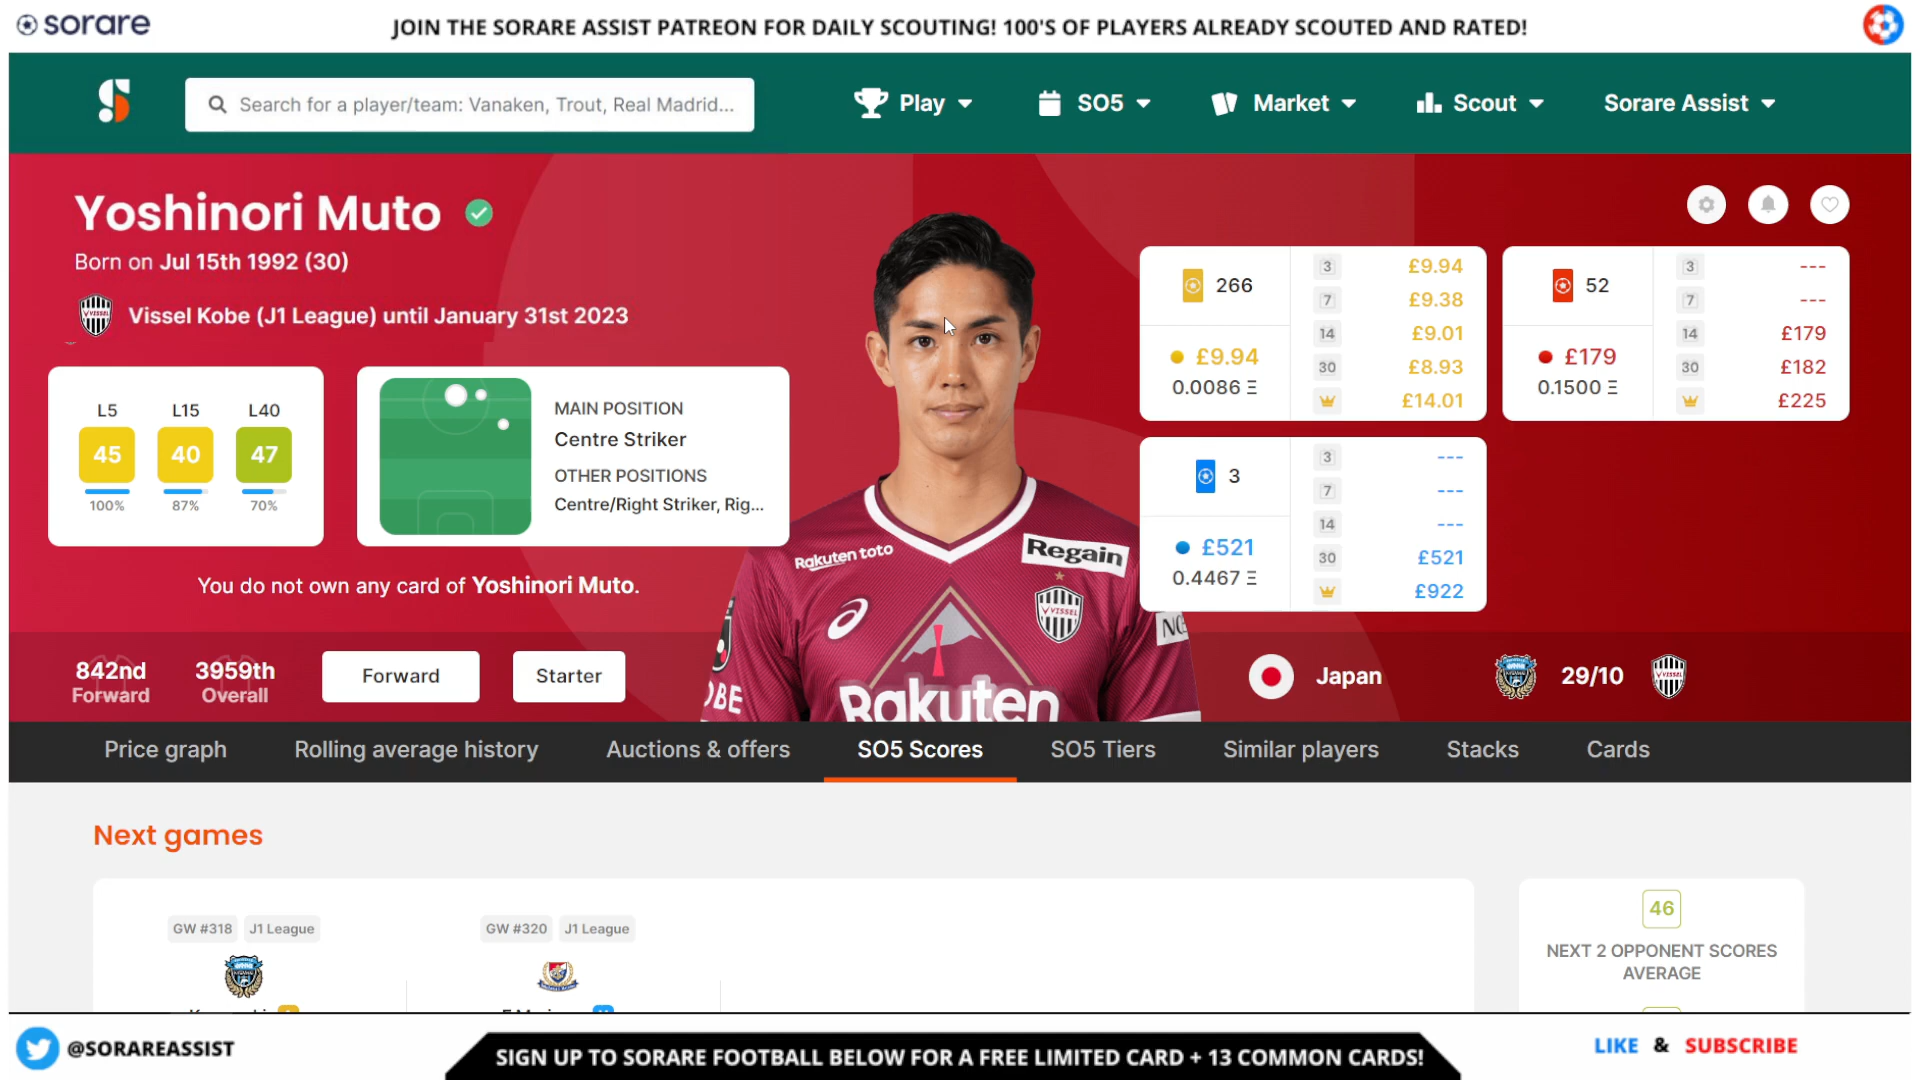 sorare
JOIN THE SORARE ASSIST PATREON FOR DAILY SCOUTING! 100'S OF PLAYERS ALREADY SCOUTED AND RATED!
Search for a player/team: Vanaken, Trout, Real Madrid...
Play
SO5
Market
Scout
Sorare Assist
Yoshinori Muto
Born on Jul 15th 1992 (30)
Vissel Kobe (J1 League) until January 31st 2023
L5 L15 L40
45 40 47
100% 87% 70%
MAIN POSITION
Centre Striker
OTHER POSITIONS
Centre/Right Striker, Rig...
You do not own any card of Yoshinori Muto.
266
£9.94
0.0086 Ξ
3 £9.94
7 £9.38
14 £9.01
30 £8.93
£14.01
52
£179
0.1500 Ξ
3 ---
7 ---
14 £179
30 £182
£225
3
£521
0.4467 Ξ
3 ---
7 ---
14 ---
30 £521
£922
Rakuten toto
Regain
VISSEL
Rakuten
OBE
842nd
Forward
3959th
Overall
Forward
Starter
Japan
29/10
Price graph
Rolling average history
Auctions & offers
SO5 Scores
SO5 Tiers
Similar players
Stacks
Cards
Next games
GW #318 J1 League
GW #320 J1 League
46
NEXT 2 OPPONENT SCORES
AVERAGE
@SORAREASSIST
SIGN UP TO SORARE FOOTBALL BELOW FOR A FREE LIMITED CARD + 13 COMMON CARDS!
LIKE & SUBSCRIBE